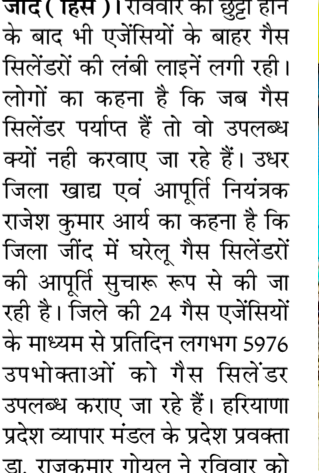 जींद ( हिंस )। रविवार को छुट्टी होने
के बाद भी एजेंसियों के बाहर गैस
सिलेंडरों की लंबी लाइनें लगी रही।
लोगों का कहना है कि जब गैस
सिलेंडर पर्याप्त हैं तो वो उपलब्ध
क्यों नही करवाए जा रहे हैं। उधर
जिला खाद्य एवं आपूर्ति नियंत्रक
राजेश कुमार आर्य का कहना है कि
जिला जींद में घरेलू गैस सिलेंडरों
की आपूर्ति सुचारू रूप से की जा
रही है। जिले की 24 गैस एजेंसियों
के माध्यम से प्रतिदिन लगभग 5976
उपभोक्ताओं को गैस सिलेंडर
उपलब्ध कराए जा रहे हैं। हरियाणा
प्रदेश व्यापार मंडल के प्रदेश प्रवक्ता
डा. राजकुमार गोयल ने रविवार को